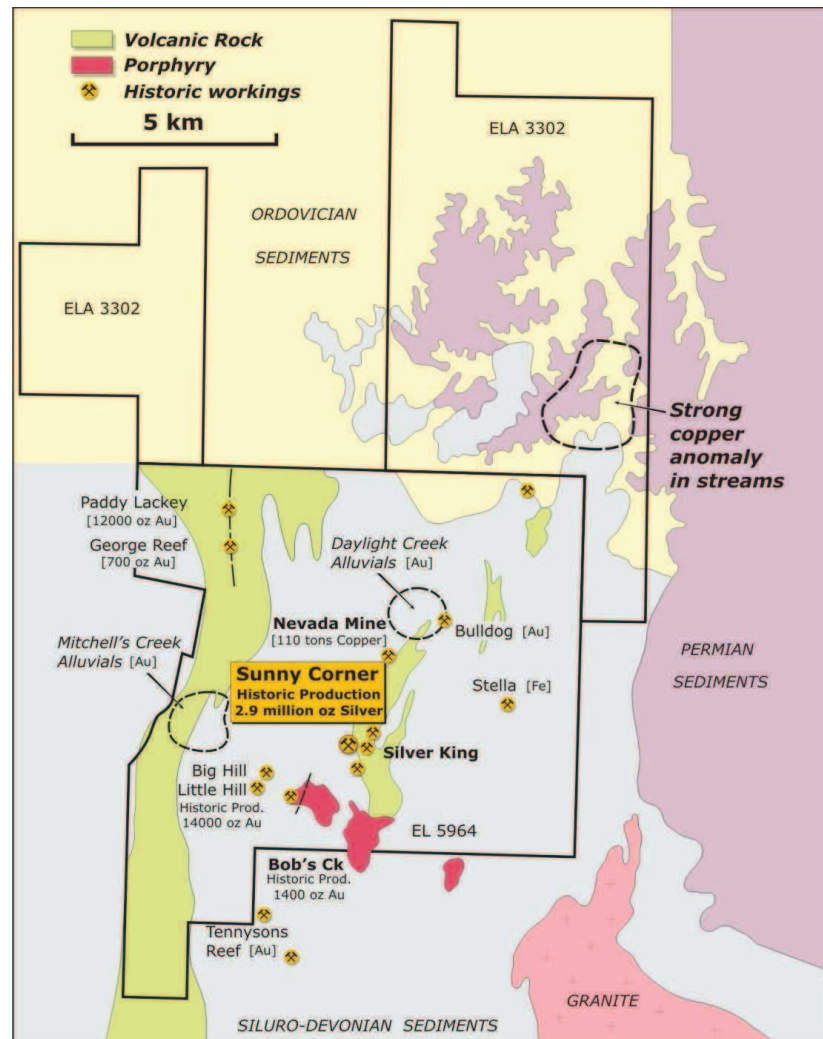 Volcanic Rock
Porphyry
Historic workings
5 km
ELA 3302
ORDOVICIAN
SEDIMENTS
ELA 3302
Strong
copper
anomaly
in streams
Paddy Lackey
[12000 oz Au]
George Reef
[700 oz Au]
Daylight Creek
Alluvials [Au]
Nevada Mine
[110 tons Copper]
Bulldog [Au]
Mitchell's Creek
Alluvials [Au]
Sunny Corner
Historic Production
2.9 million oz Silver
Stella [Fe]
PERMIAN
SEDIMENTS
Silver King
Big Hill
Little Hill
Historic Prod.
14000 oz Au
EL 5964
Bob's Ck
Historic Prod.
1400 oz Au
Tennysons
Reef [Au]
GRANITE
SILURO-DEVONIAN SEDIMENTS